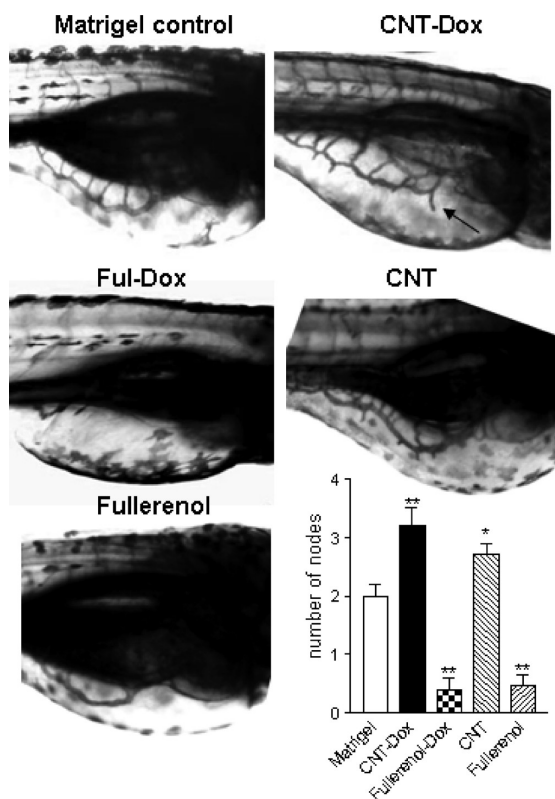 Matrigel control
CNT-Dox
Ful-Dox
CNT
Fullerenol
4
3
2
1
0
number of nodes
**
**
*
**
Matrigel
CNT-Dox
Fullerenol-Dox
CNT
Fullerenol